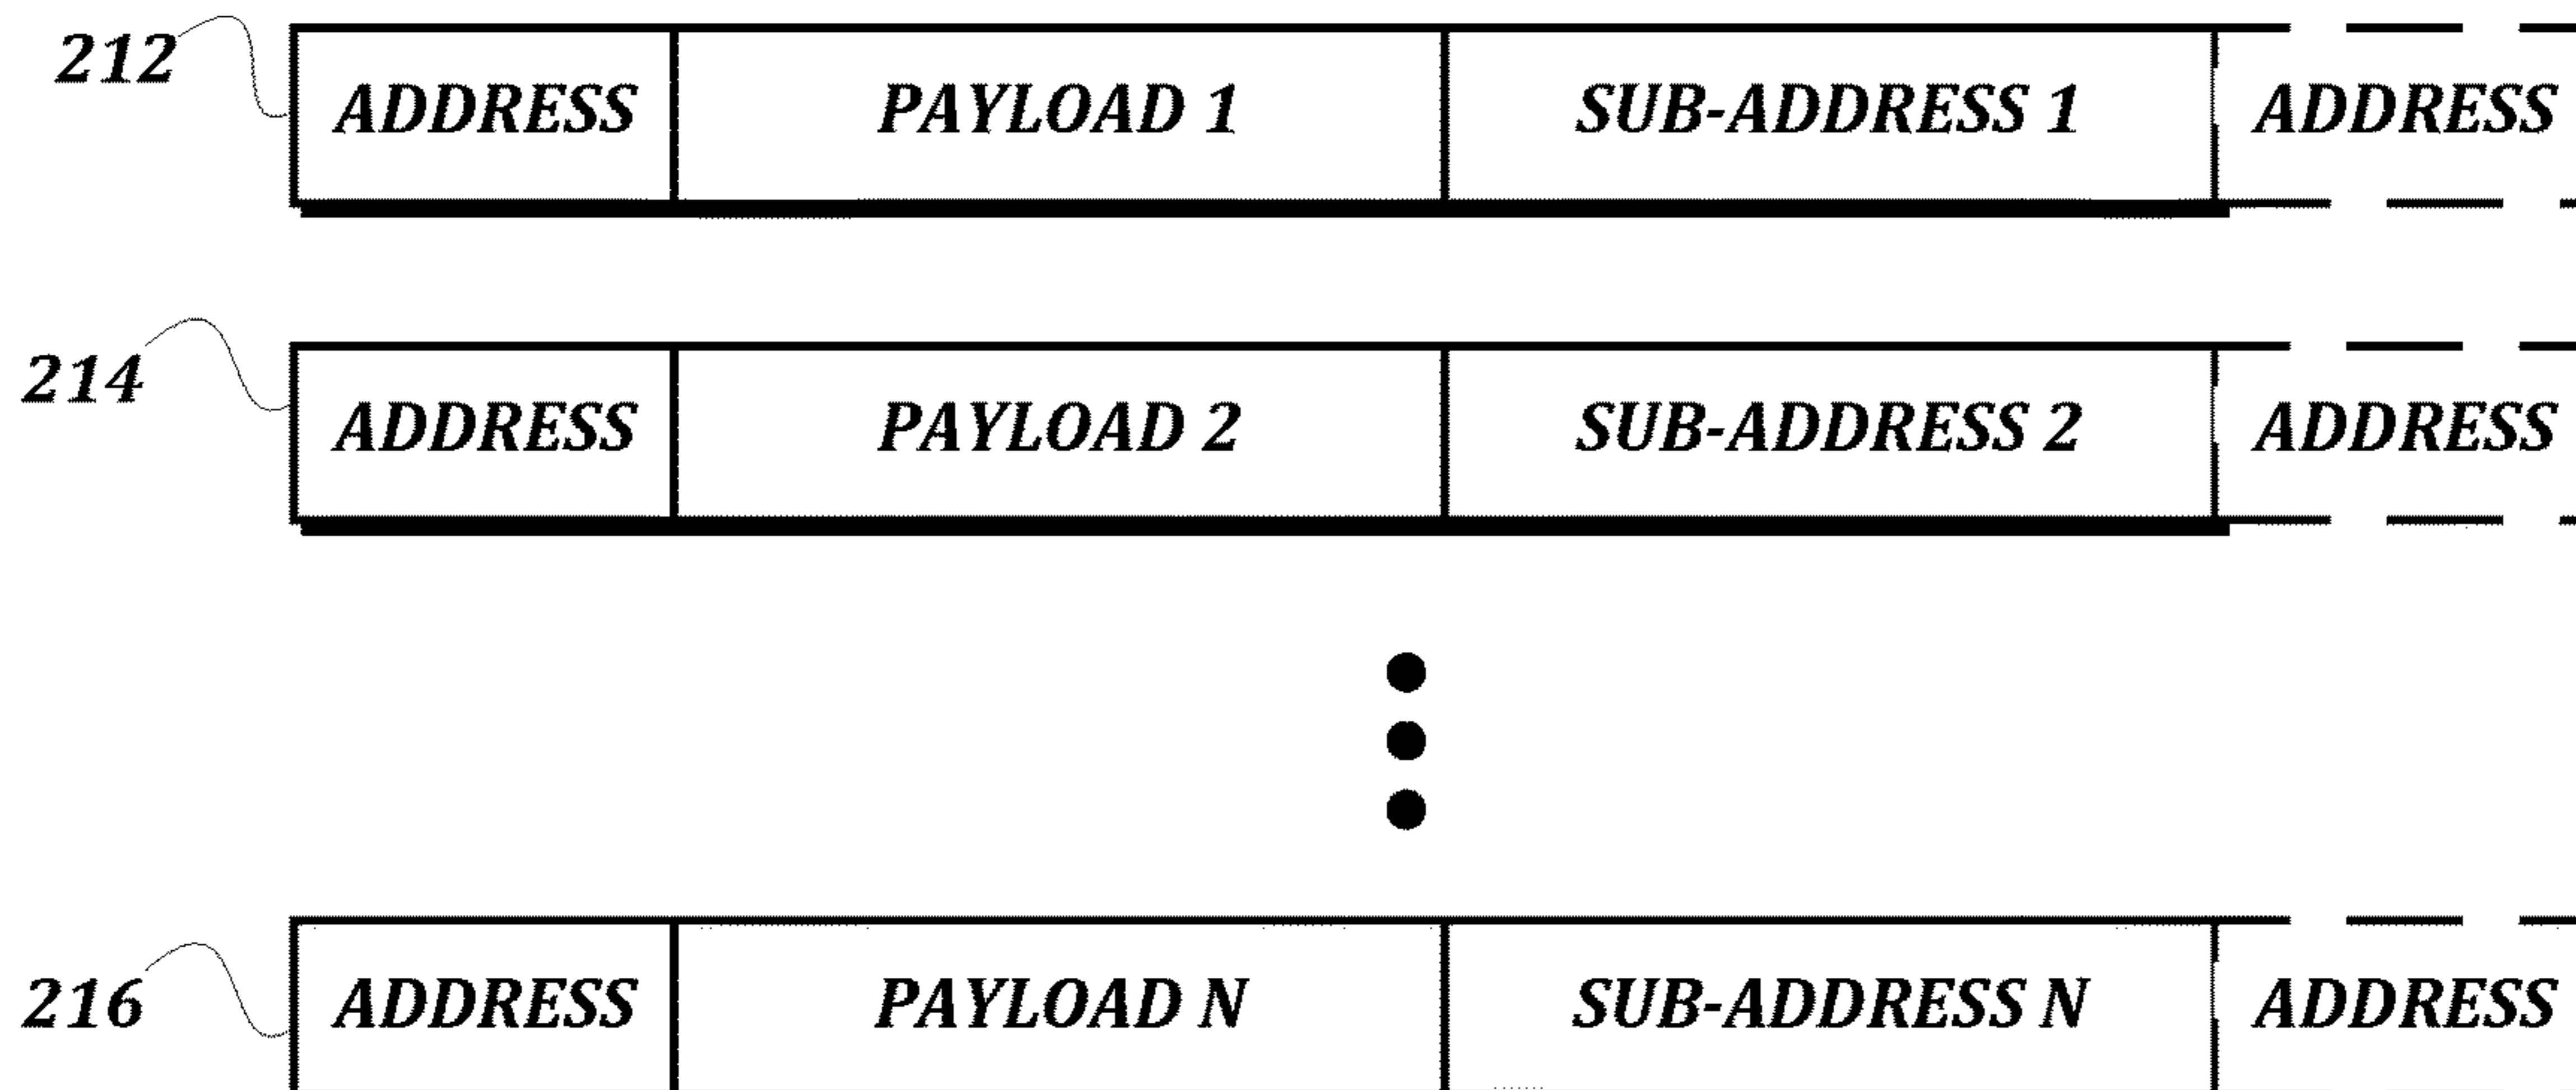 212 ADDRESS PAYLOAD 1 SUB-ADDRESS 1 ADDRESS
214 ADDRESS PAYLOAD 2 SUB-ADDRESS 2 ADDRESS
216 ADDRESS PAYLOAD N SUB-ADDRESS N ADDRESS